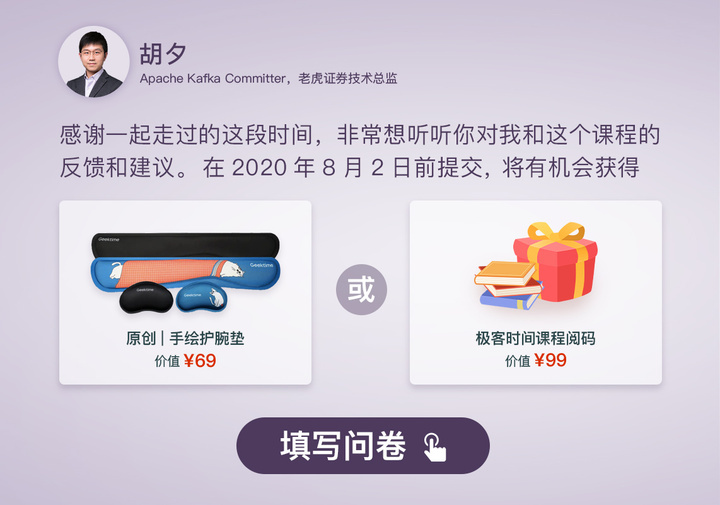 胡夕
Apache Kafka Committer，老虎证券技术总监
感谢一起走过的这段时间，非常想听听你对我和这个课程的
反馈和建议。在 2020 年 8 月 2 日前提交，将有机会获得
Geektime
Geektime
Geektime
Geektime
原创 | 手绘护腕垫
价值 ¥69
或
极客时间课程阅码
价值 ¥99
填写问卷